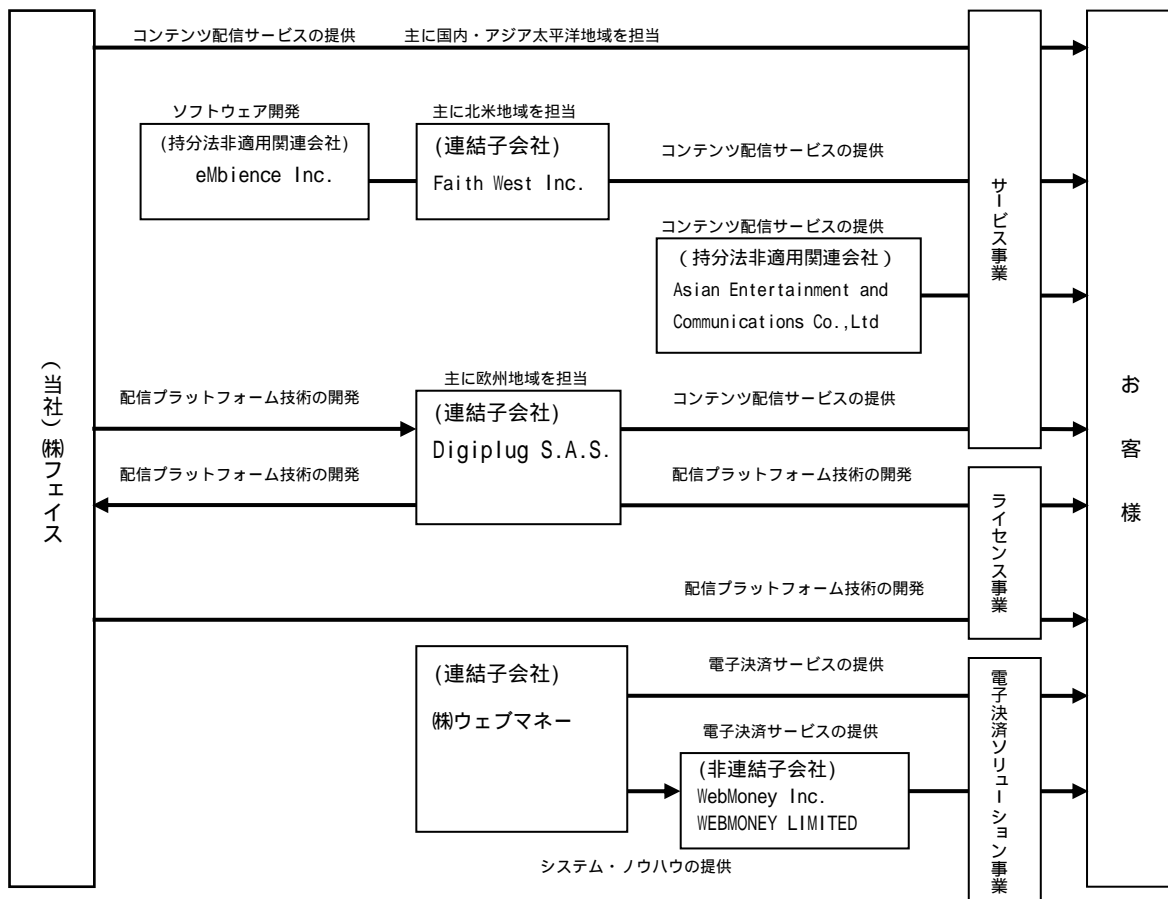 コンテンツ配信サービスの提供 主に国内・アジア太平洋地域を担当
ソフトウェア開発
(持分法非適用関連会社)
eMbience Inc.
主に北米地域を担当
(連結子会社)
Faith West Inc.
コンテンツ配信サービスの提供
コンテンツ配信サービスの提供
(持分法非適用関連会社)
Asian Entertainment and
Communications Co.,Ltd
サービス事業
(当社)㈱フェイス
配信プラットフォーム技術の開発
主に欧州地域を担当
(連結子会社)
Digiplug S.A.S.
コンテンツ配信サービスの提供
配信プラットフォーム技術の開発
配信プラットフォーム技術の開発
ライセンス事業
配信プラットフォーム技術の開発
お客様
(連結子会社)
㈱ウェブマネー
電子決済サービスの提供
電子決済サービスの提供
(非連結子会社)
WebMoney Inc.
WEBMONEY LIMITED
システム・ノウハウの提供
電子決済ソリューション事業